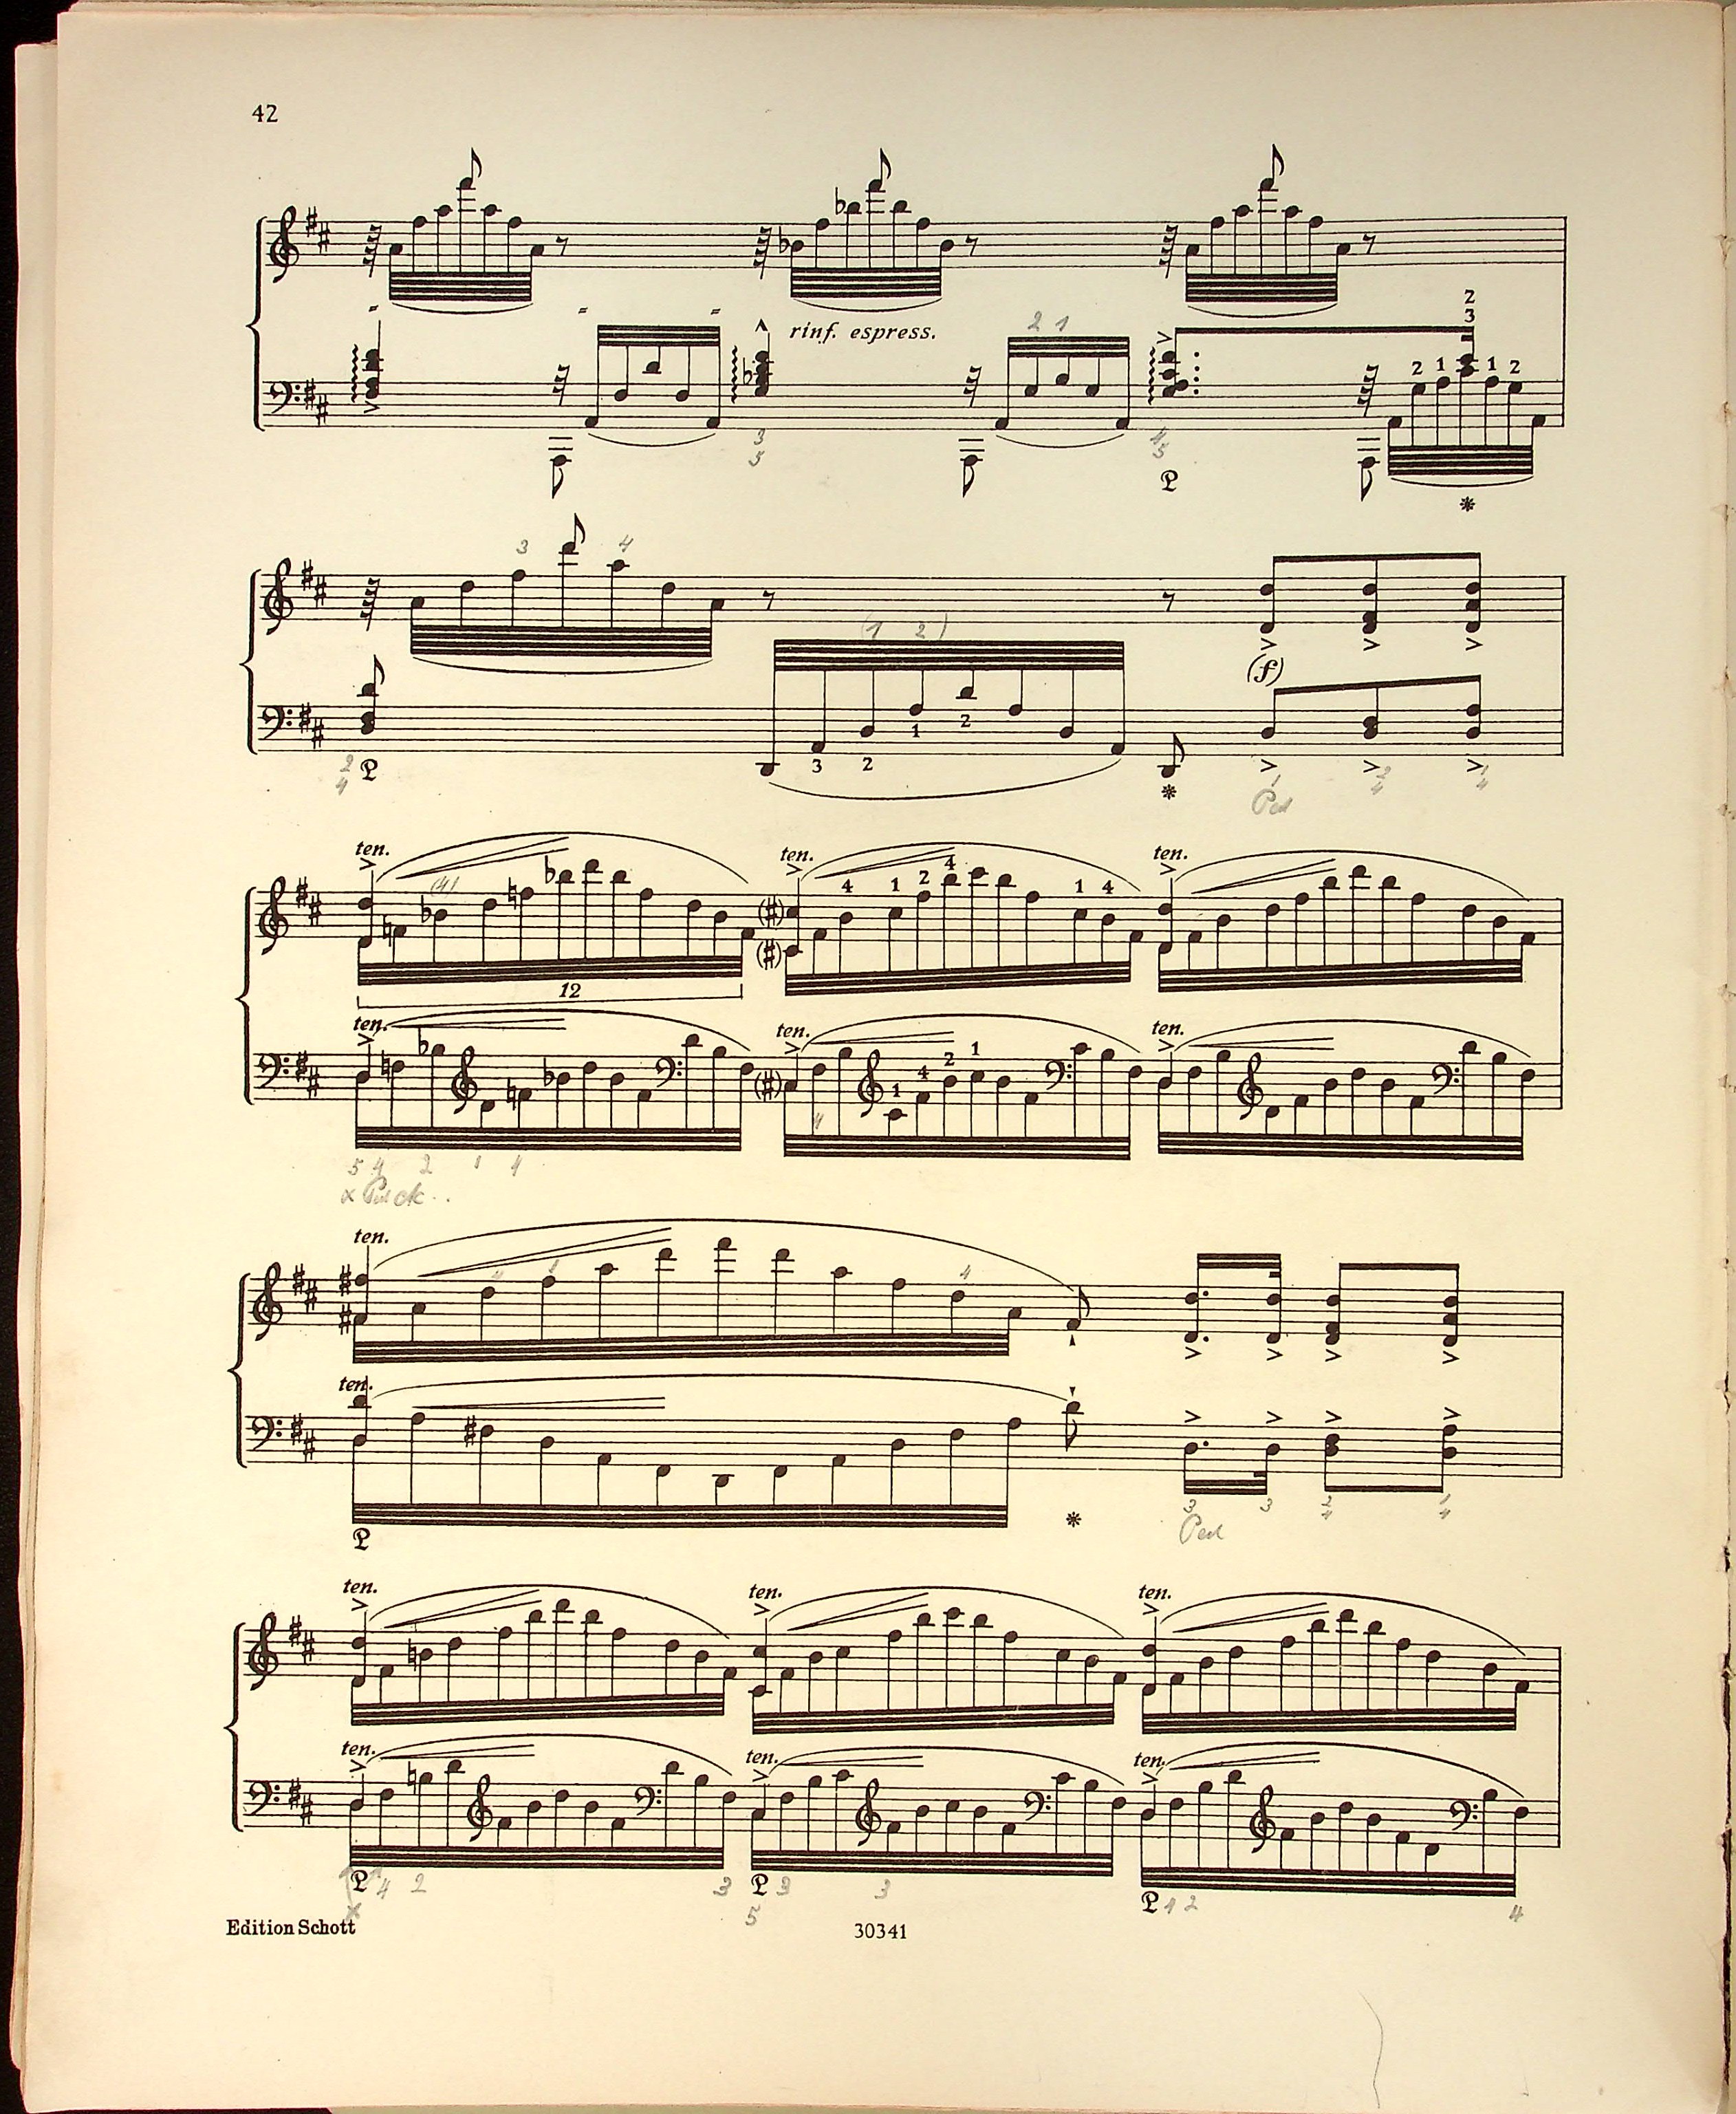 42
2
3
rinf. espress.
2 1
2 1 1 2
3
5
4
5
3 4
(1 2)
1 2
(f)
3 2
2
4
1
4
Ped
ten. ten. ten.
(4)
4 1 2 4 1 4
12
ten. ten. ten.
1 4 2 1
4
5 4 2 1 4
ten.
4
ten.
3 3 2 1
4 4
Ped
ten. ten. ten.
ten. ten. ten.
4 2 3 3 3 1 2 4
5
Edition Schott 30341